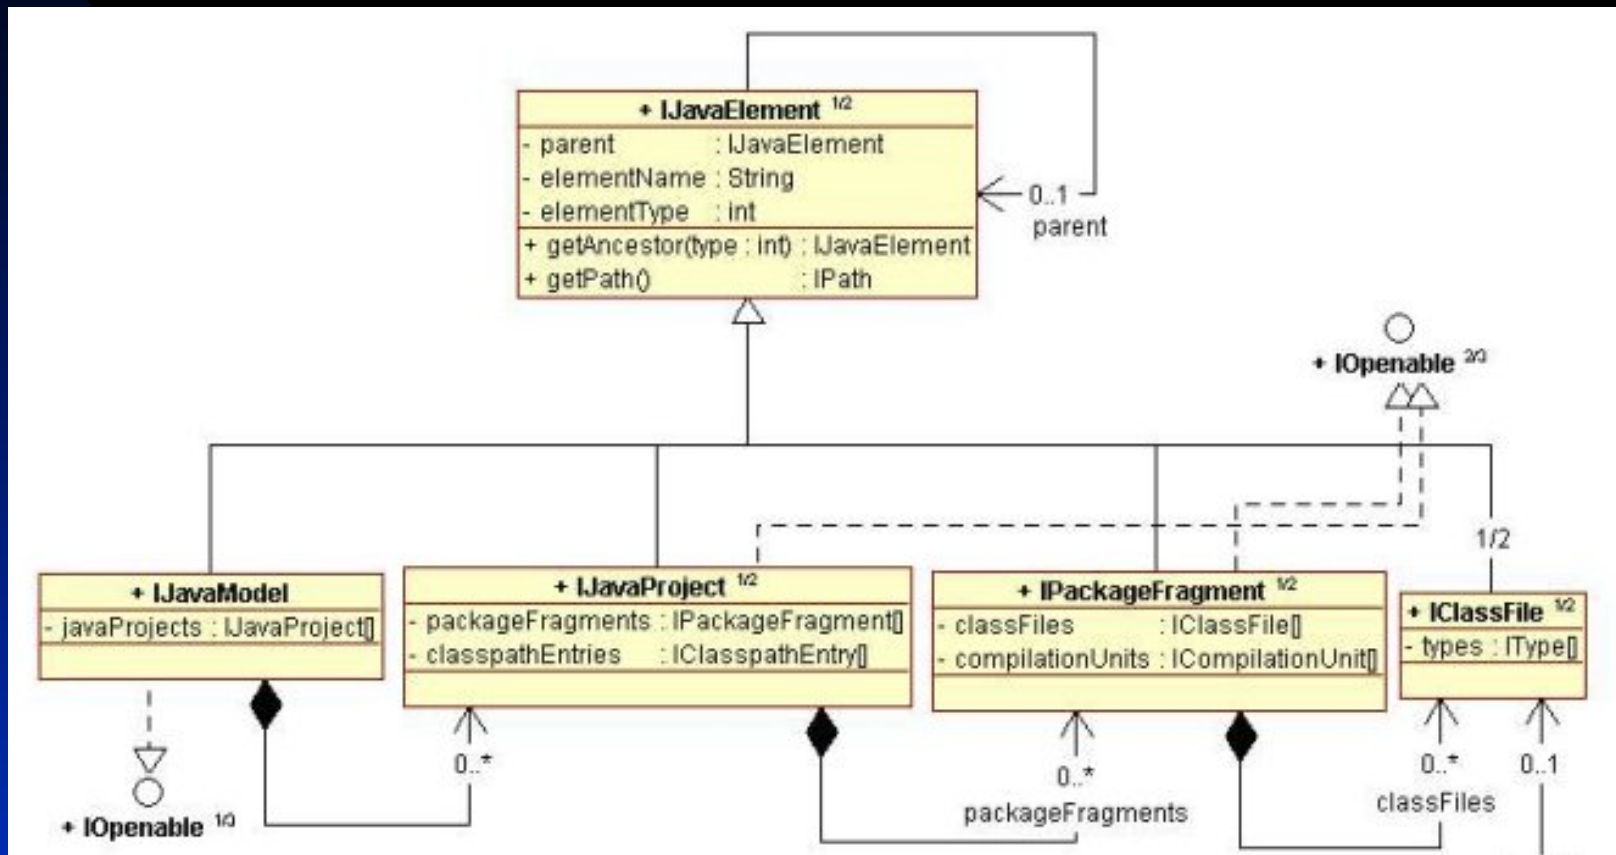 + IJavaElement 1/2
- parent : IJavaElement
- elementName : String
- elementType : int
+ getAncestor(type : int) : IJavaElement
+ getPath() : IPath
0..1
parent
+ IOpenable 2/3
1/2
+ IJavaModel
- javaProjects : IJavaProject[]
+ IJavaProject 1/2
- packageFragments : IPackageFragment[]
- classpathEntries : IClasspathEntry[]
+ IPackageFragment 1/2
- classFiles : IClassFile[]
- compilationUnits : ICompilationUnit[]
+ IClassFile 1/2
- types : IType[]
0..*
0..*
packageFragments
0..*
classFiles
0..1
+ IOpenable 1/3